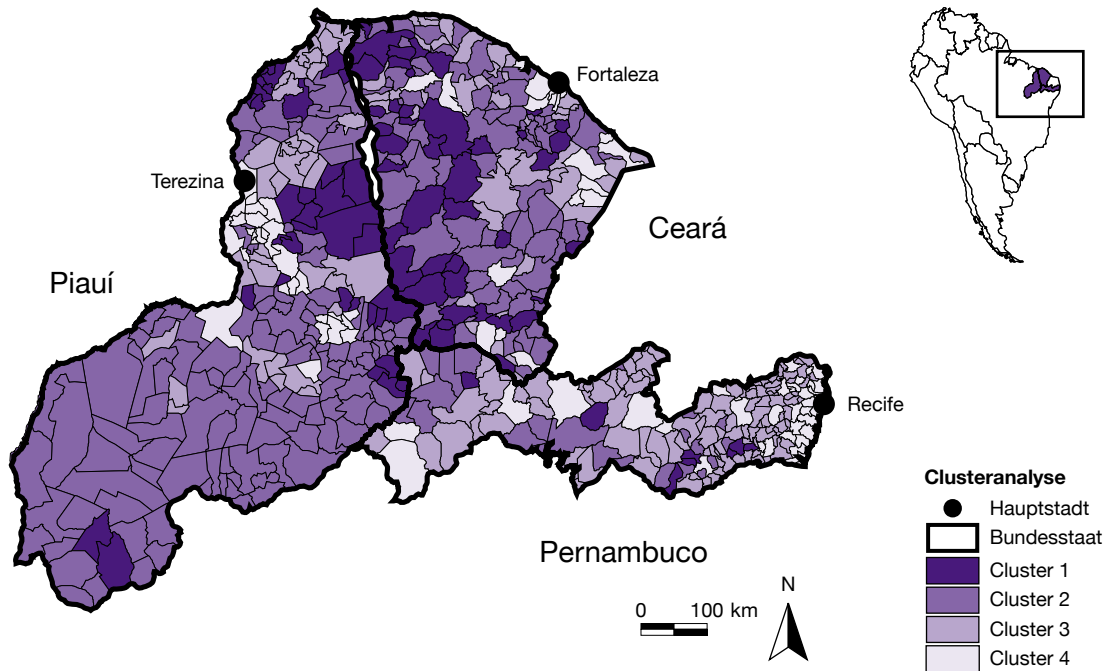 Fortaleza
Terezina
Ceará
Piauí
Recife
Pernambuco
Clusteranalyse
Hauptstadt
Bundesstaat
Cluster 1
Cluster 2
Cluster 3
Cluster 4
N
0 100 km